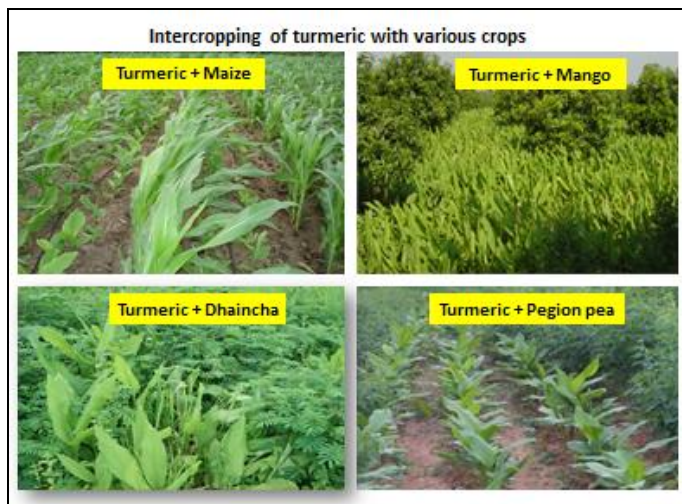 Intercropping of turmeric with various crops
Turmeric + Maize
Turmeric + Mango
Turmeric + Dhaincha
Turmeric + Pegion pea